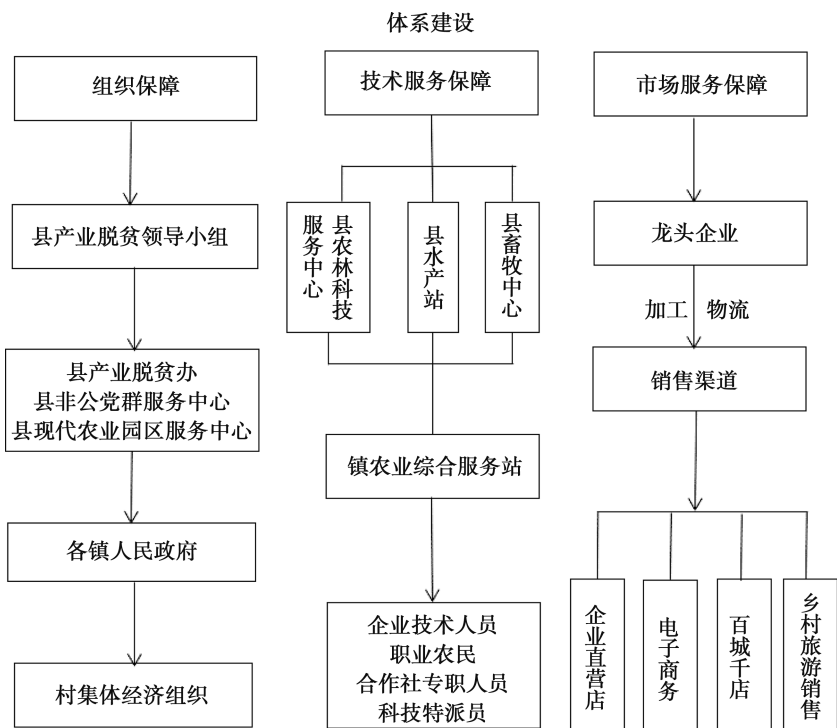 体系建设
组织保障
县产业脱贫领导小组
县产业脱贫办
县非公党群服务中心
县现代农业园区服务中心
各镇人民政府
村集体经济组织
技术服务保障
县农林科技
服务中心
县水产站
县畜牧中心
镇农业综合服务站
企业技术人员
职业农民
合作社专职人员
科技特派员
市场服务保障
龙头企业
加工 物流
销售渠道
企业直营店
电子商务
百城千店
乡村旅游销售